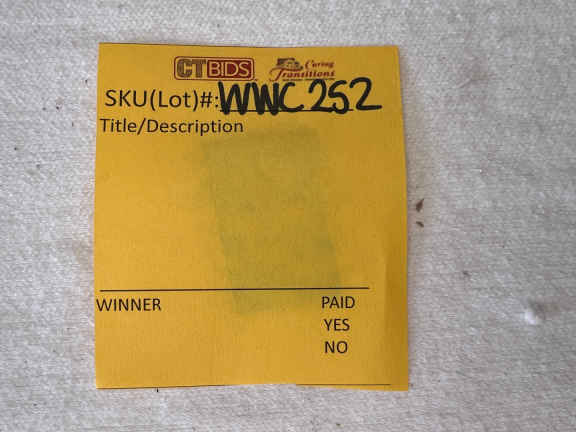 CTBIDS Caring Transitions
SKU(Lot)#: WWC 252
Title/Description
WINNER PAID
YES
NO